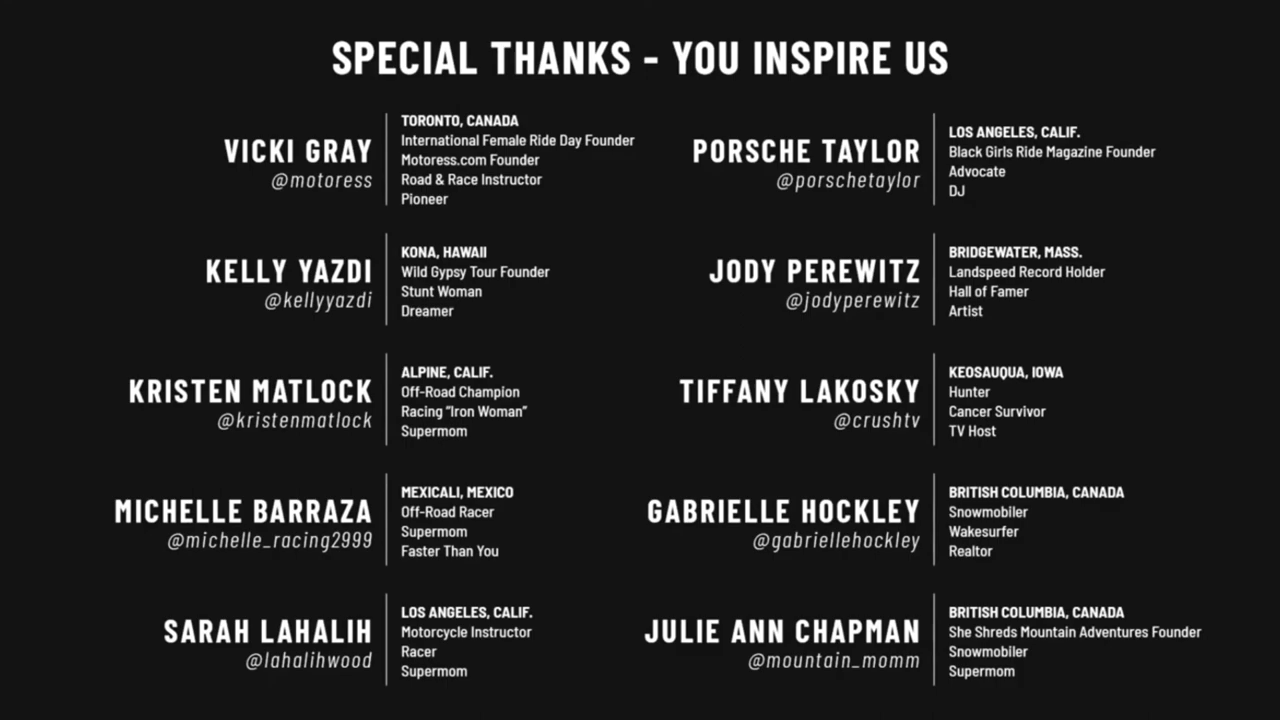 SPECIAL THANKS - YOU INSPIRE US
VICKI GRAY
@motoress
TORONTO, CANADA
International Female Ride Day Founder
Motoress.com Founder
Road & Race Instructor
Pioneer
PORSCHE TAYLOR
@porschetaylor
LOS ANGELES, CALIF.
Black Girls Ride Magazine Founder
Advocate
DJ
KELLY YAZDI
@kellyyazdi
KONA, HAWAII
Wild Gypsy Tour Founder
Stunt Woman
Dreamer
JODY PEREWITZ
@jodyperewitz
BRIDGEWATER, MASS.
Landspeed Record Holder
Hall of Famer
Artist
KRISTEN MATLOCK
@kristenmatlock
ALPINE, CALIF.
Off-Road Champion
Racing “Iron Woman”
Supermom
TIFFANY LAKOSKY
@crushtv
KEOSAUQUA, IOWA
Hunter
Cancer Survivor
TV Host
MICHELLE BARRAZA
@michelle_racing2999
MEXICALI, MEXICO
Off-Road Racer
Supermom
Faster Than You
GABRIELLE HOCKLEY
@gabriellehockley
BRITISH COLUMBIA, CANADA
Snowmobiler
Wakesurfer
Realtor
SARAH LAHALIH
@lahalihwood
LOS ANGELES, CALIF.
Motorcycle Instructor
Racer
Supermom
JULIE ANN CHAPMAN
@mountain_momm
BRITISH COLUMBIA, CANADA
She Shreds Mountain Adventures Founder
Snowmobiler
Supermom